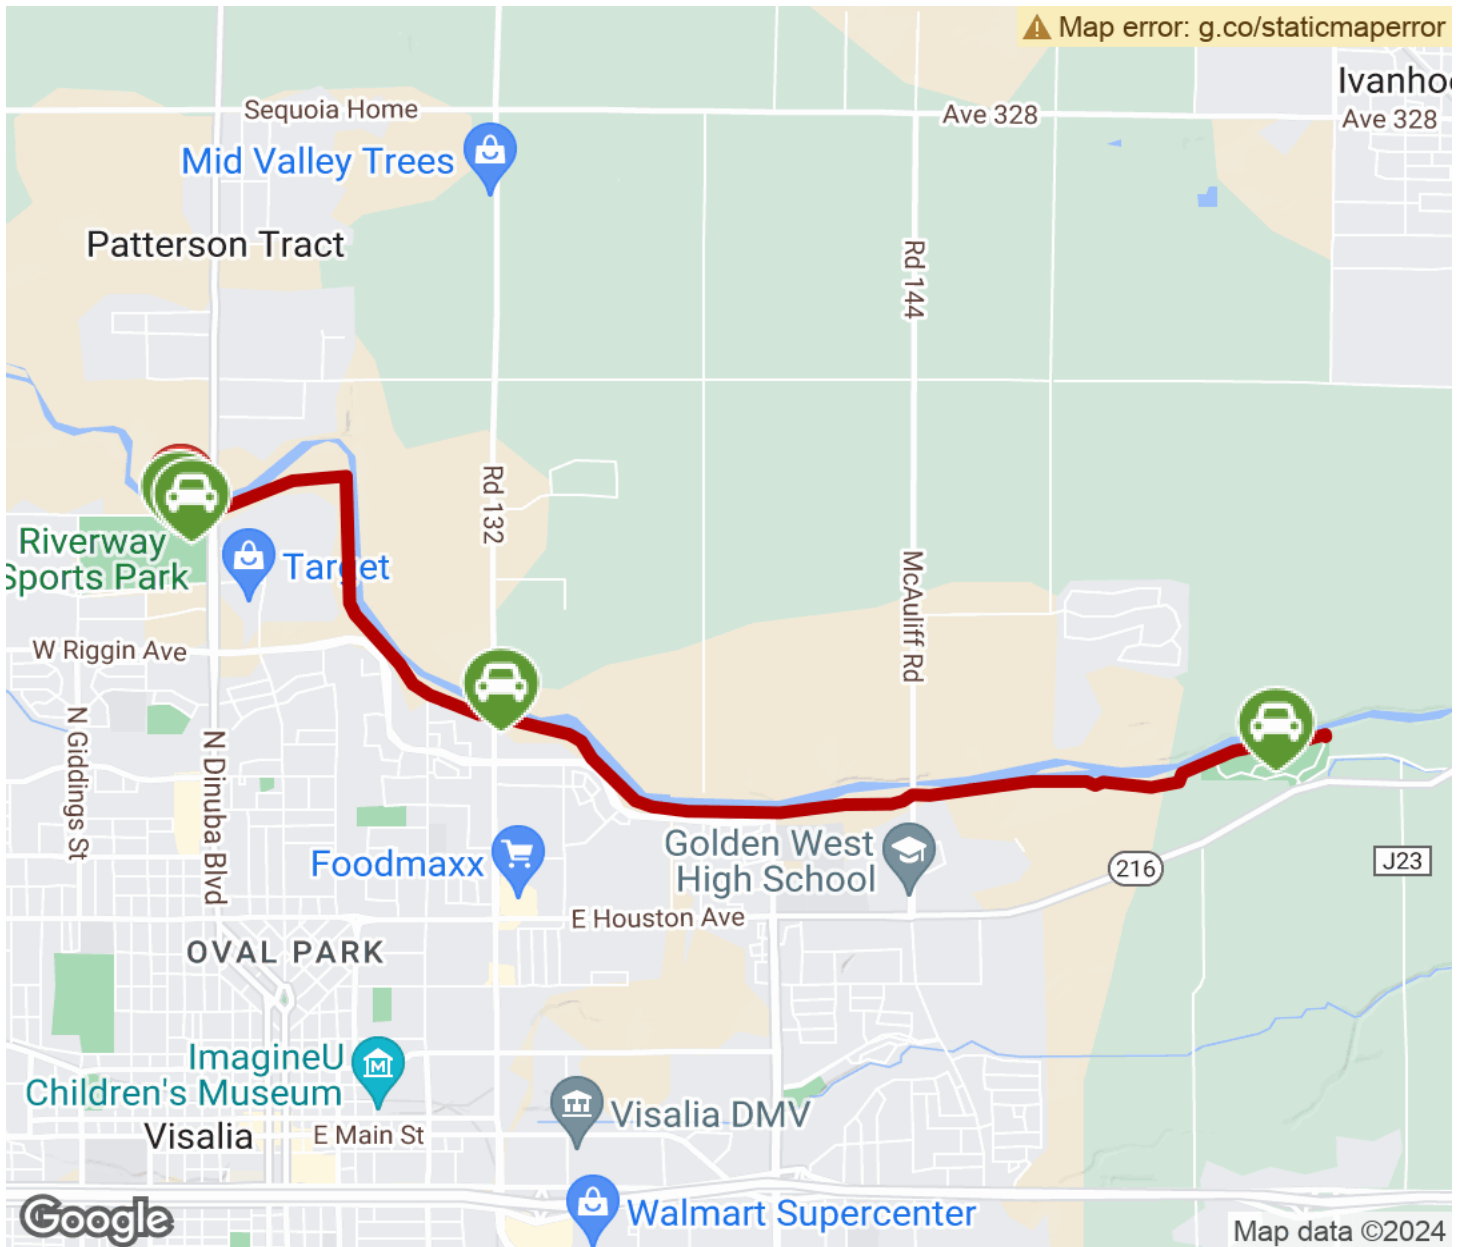 Map error: g.co/staticmaperror
Ivanhoe
Sequoia Home
Ave 328
Ave 328
Mid Valley Trees
Patterson Tract
Rd 144
Rd 132
Riverway
Sports Park
Target
McAuliff Rd
W Riggin Ave
N Giddings St
N Dinuba Blvd
Golden West
High School
Foodmaxx
216
J23
E Houston Ave
OVAL PARK
ImagineU
Children's Museum
M
Visalia DMV
Visalia
E Main St
Walmart Supercenter
Google
Map data ©2024